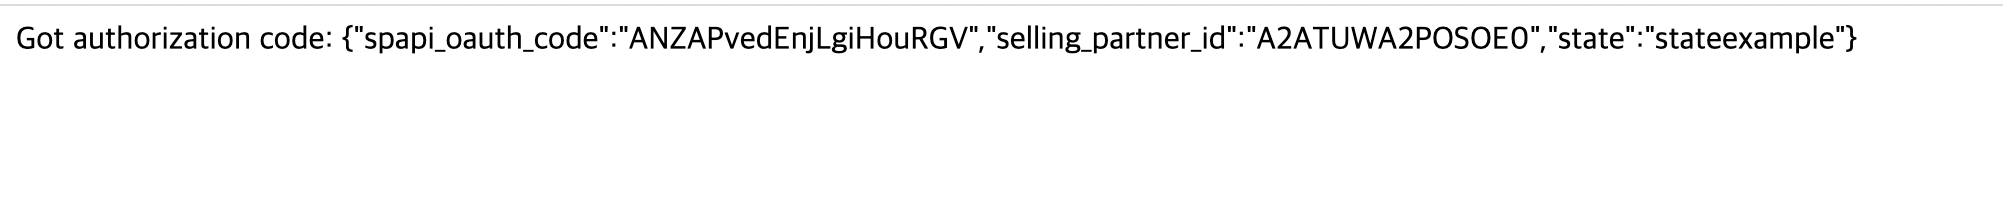 Got authorization code: {"spapi_oauth_code":"ANZAPvedEnjLgiHouRGV","selling_partner_id":"A2ATUWA2POSOE0","state":"stateexample"}